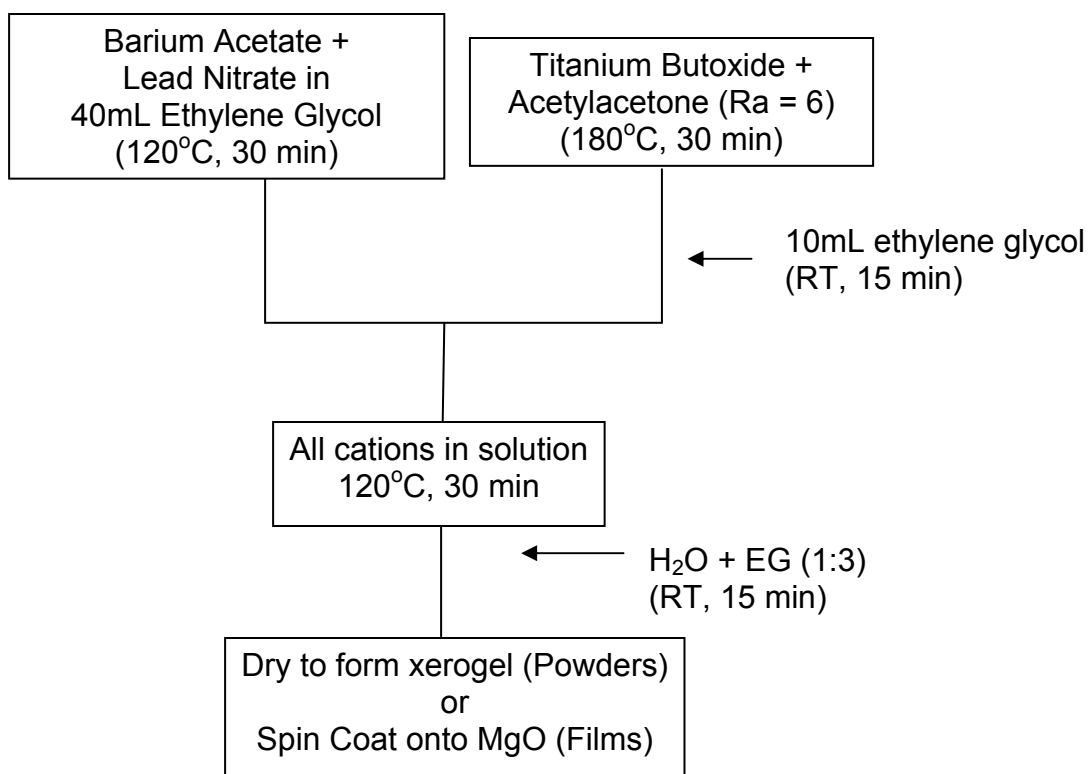 Barium Acetate +
Lead Nitrate in
40mL Ethylene Glycol
(120°C, 30 min)
Titanium Butoxide +
Acetylacetone (Ra = 6)
(180°C, 30 min)
10mL ethylene glycol
(RT, 15 min)
All cations in solution
120°C, 30 min
H₂O + EG (1:3)
(RT, 15 min)
Dry to form xerogel (Powders)
or
Spin Coat onto MgO (Films)